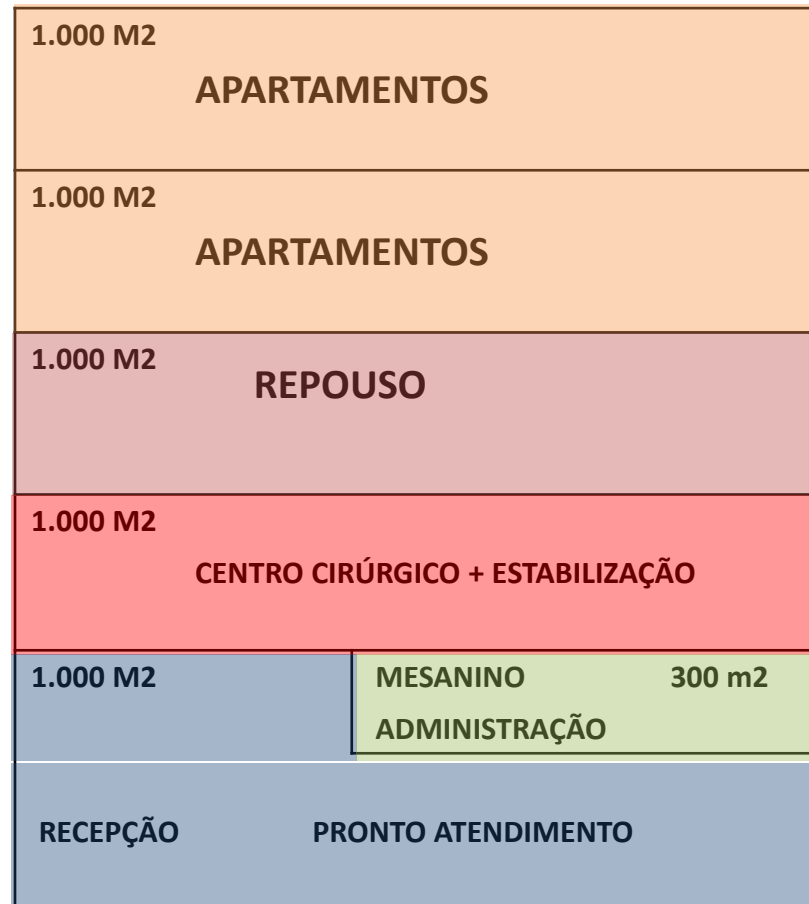 1.000 M2
APARTAMENTOS
1.000 M2
APARTAMENTOS
1.000 M2
REPOUSO
1.000 M2
CENTRO CIRÚRGICO + ESTABILIZAÇÃO
1.000 M2
MESANINO 300 m2
ADMINISTRAÇÃO
RECEPÇÃO PRONTO ATENDIMENTO